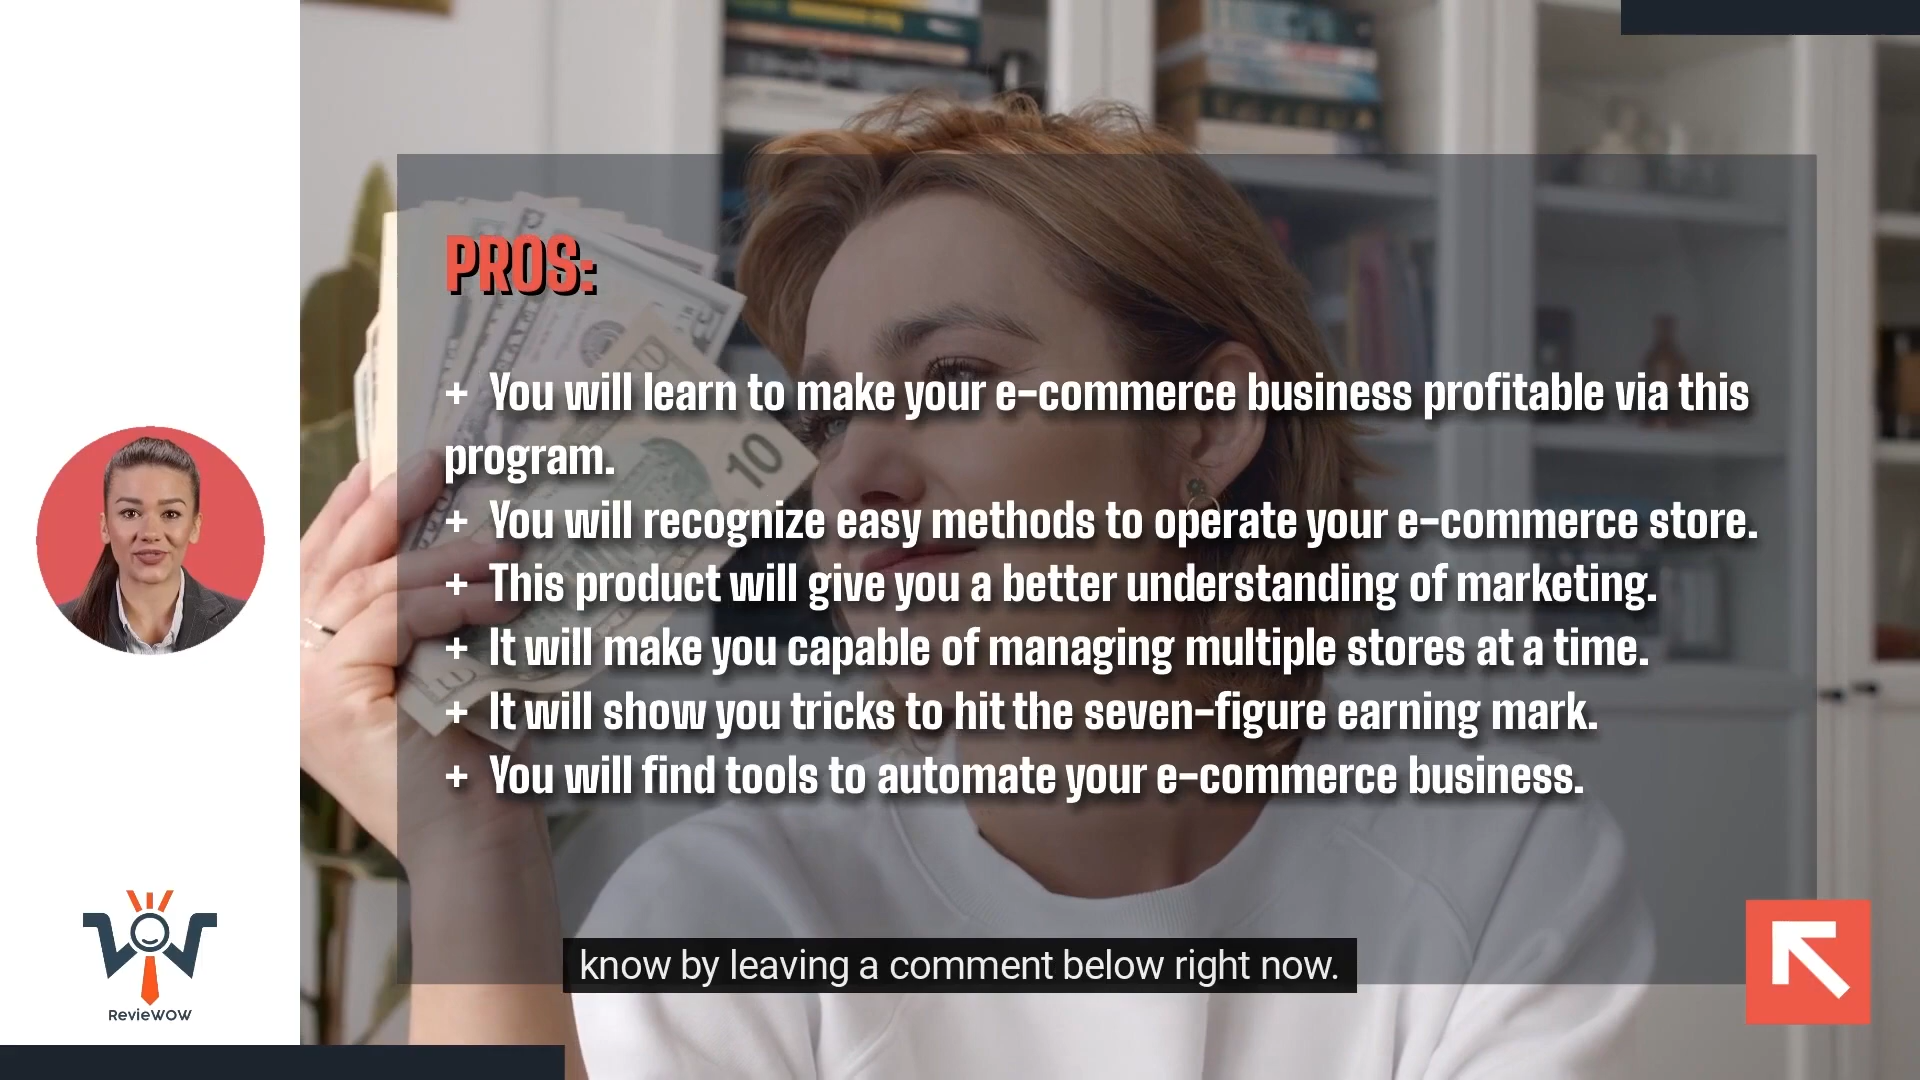 PROS:
+ You will learn to make your e-commerce business profitable via this
program.
+ You will recognize easy methods to operate your e-commerce store.
+ This product will give you a better understanding of marketing.
+ It will make you capable of managing multiple stores at a time.
+ It will show you tricks to hit the seven-figure earning mark.
+ You will find tools to automate your e-commerce business.
know by leaving a comment below right now.
RevieWOW
10